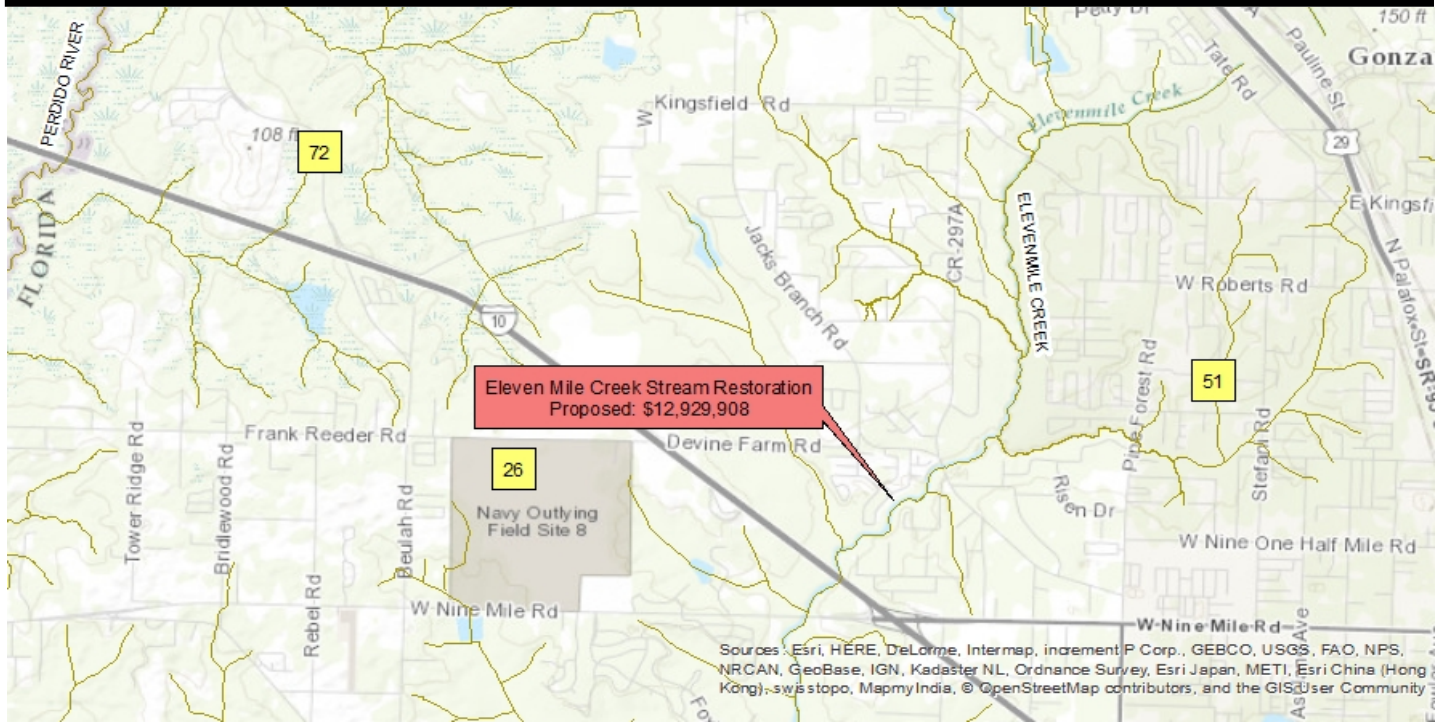 Petty Dr
150 ft
Gonza
Pauline St
Tate Rd
PERDIDO RIVER
W Kingsfield Rd
Elevenmile Creek
108 ft
72
29
FLORIDA
ELEVENMILE CREEK
CR-297A
E Kingsfi
N Palafox St-SR-95
Jacks Branch Rd
W Roberts Rd
10
Eleven Mile Creek Stream Restoration
Proposed: $12,929,908
51
Pine Forest Rd
Stefani Rd
Frank Reeder Rd
Devine Farm Rd
26
Navy Outlying
Field Site 8
Tower Ridge Rd
Bridlewood Rd
Beulah Rd
Rebel Rd
Risen Dr
W Nine One Half Mile Rd
W Nine Mile Rd
W-Nine Mile Rd
Sources: Esri, HERE, DeLorme, Intermap, increment P Corp., GEBCO, USGS, FAO, NPS,
NRCAN, GeoBase, IGN, Kadaster NL, Ordnance Survey, Esri Japan, METI, Esri China (Hong
Kong), swisstopo, MapmyIndia, © OpenStreetMap contributors, and the GIS User Community